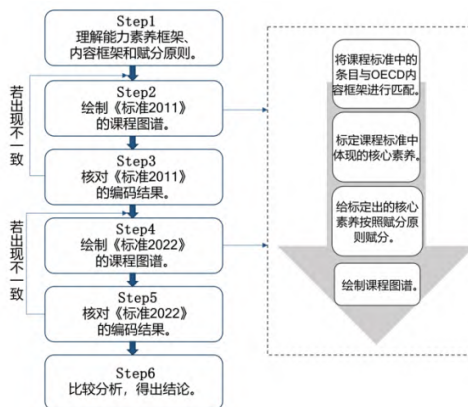 Step1
理解能力素养框架、
内容框架和赋分原则。
若出现不一致
Step2
绘制《标准2011》
的课程图谱。
Step3
核对《标准2011》
的编码结果。
若出现不一致
Step4
绘制《标准2022》
的课程图谱。
Step5
核对《标准2022》
的编码结果。
Step6
比较分析，得出结论。
将课程标准中的
条目与OECD内
容框架进行匹配。
标定课程标准中
体现的核心素养。
给标定出的核心
素养按照赋分原
则赋分。
绘制课程图谱。